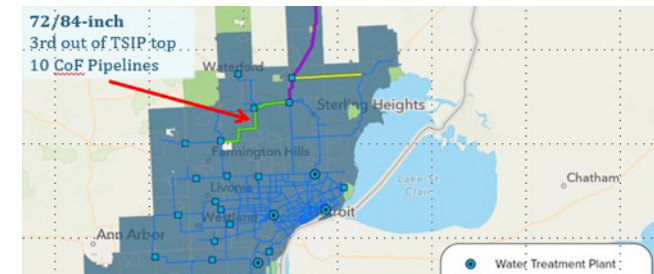 72/84-inch
3rd out of TSIP top
10 CoF Pipelines
Waterford
Sterling Heights
Farmington Hills
Livonia
Lake St
Clair
Chatham
Westland
Detroit
Ann Arbor
Water Treatment Plant